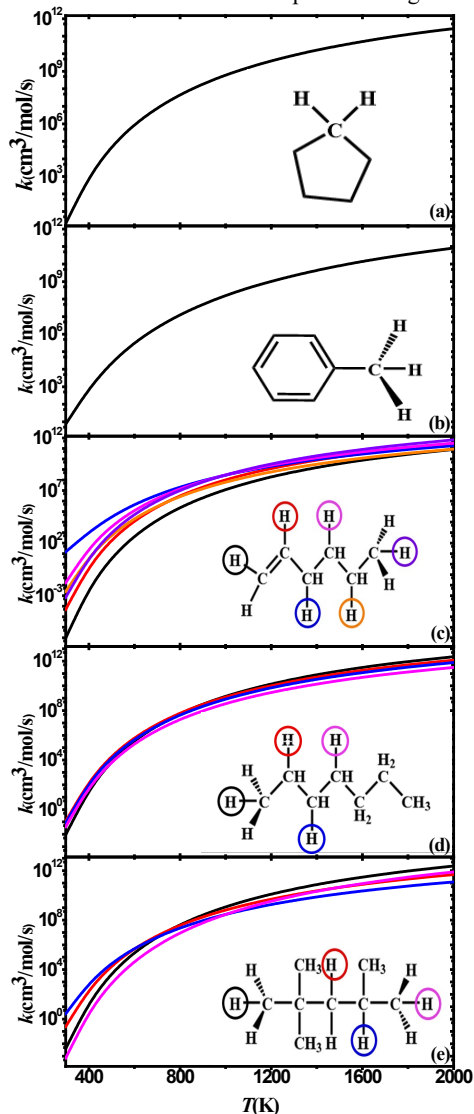 10¹²
10⁹
10⁶
10³
k(cm³/mol/s)
H H
C
(a)
10¹²
10⁹
10⁶
10³
k(cm³/mol/s)
H
C H
H
(b)
10¹²
10⁷
10²
10⁻³
k(cm³/mol/s)
H H H
H CH C H
H CH CH H
H H
(c)
10¹²
10⁸
10⁴
10⁰
k(cm³/mol/s)
H H H₂
H CH CH C
H C CH C CH₃
H H₂
H
(d)
10¹²
10⁸
10⁴
10⁰
k(cm³/mol/s)
H CH₃ H CH₃ H
H C C C C C H
H CH₃ H H H
(e)
400 800 1200 1600 2000
T(K)